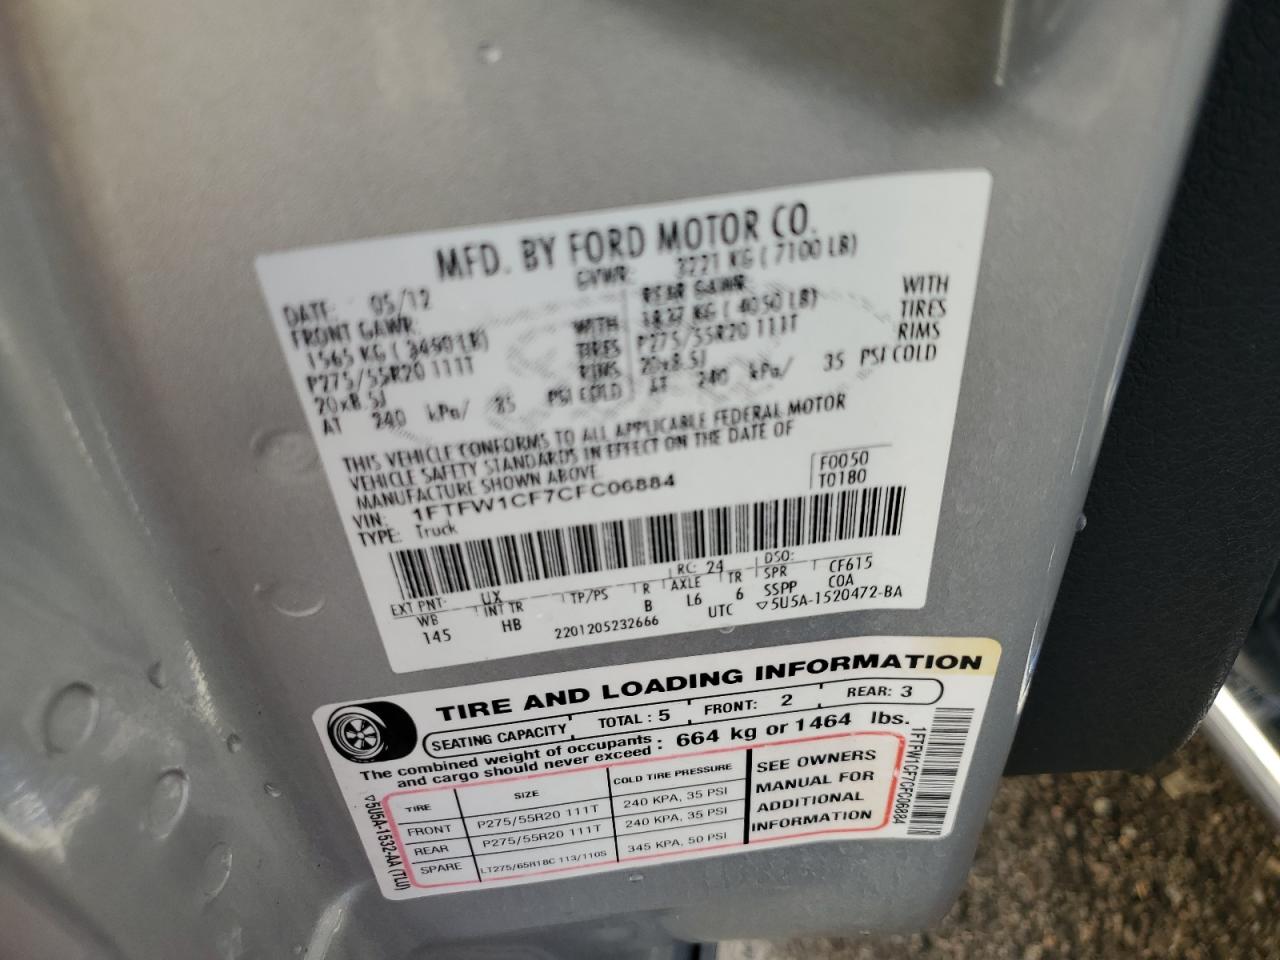 MFD. BY FORD MOTOR CO.
DATE: 05/12 GVWR: 3221 KG ( 7100 LB)
FRONT GAWR: REAR GAWR: WITH
1565 KG ( 3450 LB) WITH 1837 KG ( 4050 LB) TIRES
P275/55R20 111T TIRES P275/55R20 111T RIMS
20x8.5J RIMS 20x8.5J
AT 240 kPa/ 35 PSI COLD AT 240 kPa/ 35 PSI COLD
THIS VEHICLE CONFORMS TO ALL APPLICABLE FEDERAL MOTOR
VEHICLE SAFETY STANDARDS IN EFFECT ON THE DATE OF
MANUFACTURE SHOWN ABOVE.
VIN: 1FTFW1CF7CFC06884 F0050
TYPE: Truck T0180
EXT PNT: UX RC: 24 DSO:
WB INT TR TP/PS R AXLE TR SPR CF615
145 HB B L6 6 SSPP COA
2201205232666 UTC ▽5U5A-1520472-BA
TIRE AND LOADING INFORMATION
SEATING CAPACITY TOTAL : 5 FRONT: 2 REAR: 3
The combined weight of occupants
and cargo should never exceed : 664 kg or 1464 lbs.
TIRE SIZE COLD TIRE PRESSURE
FRONT P275/55R20 111T 240 KPA, 35 PSI
REAR P275/55R20 111T 240 KPA, 35 PSI
SPARE LT275/65R18C 113/110S 345 KPA, 50 PSI
SEE OWNERS
MANUAL FOR
ADDITIONAL
INFORMATION
▽5U5A-1532-AA (TLU)
1FTFW1CF7CFC06884